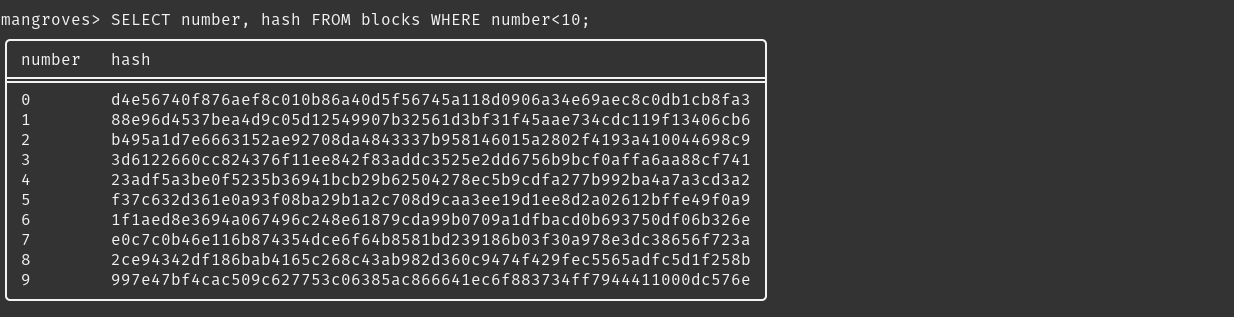 mangroves> SELECT number, hash FROM blocks WHERE number<10;
number hash
0 d4e56740f876aef8c010b86a40d5f56745a118d0906a34e69aec8c0db1cb8fa3
1 88e96d4537bea4d9c05d12549907b32561d3bf31f45aae734cdc119f13406cb6
2 b495a1d7e6663152ae92708da4843337b958146015a2802f4193a410044698c9
3 3d6122660cc824376f11ee842f83addc3525e2dd6756b9bcf0affa6aa88cf741
4 23adf5a3be0f5235b36941bcb29b62504278ec5b9cdfa277b992ba4a7a3cd3a2
5 f37c632d361e0a93f08ba29b1a2c708d9caa3ee19d1ee8d2a02612bffe49f0a9
6 1f1aed8e3694a067496c248e61879cda99b0709a1dfbacd0b693750df06b326e
7 e0c7c0b46e116b874354dce6f64b8581bd239186b03f30a978e3dc38656f723a
8 2ce94342df186bab4165c268c43ab982d360c9474f429fec5565adfc5d1f258b
9 997e47bf4cac509c627753c06385ac866641ec6f883734ff7944411000dc576e